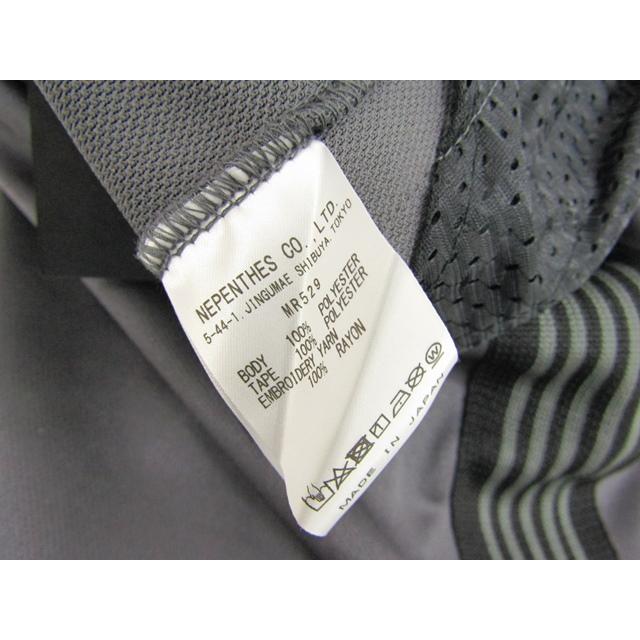 NEPENTHES CO., LTD.
5-44-1, JINGUMAE SHIBUYA, TOKYO
MR529
BODY
100% POLYESTER
TAPE
100% POLYESTER
EMBROIDERY YARN
100% RAYON
MADE IN JAPAN